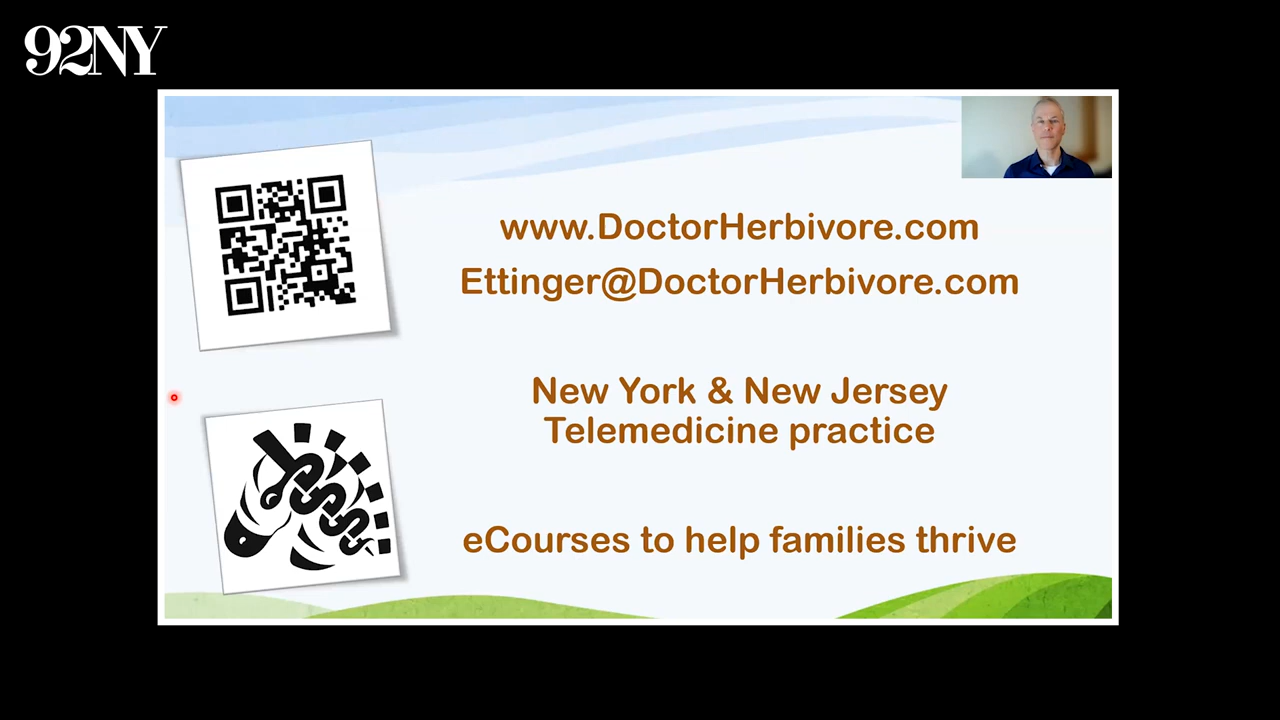 92NY
www.DoctorHerbivore.com
Ettinger@DoctorHerbivore.com
New York & New Jersey
Telemedicine practice
eCourses to help families thrive